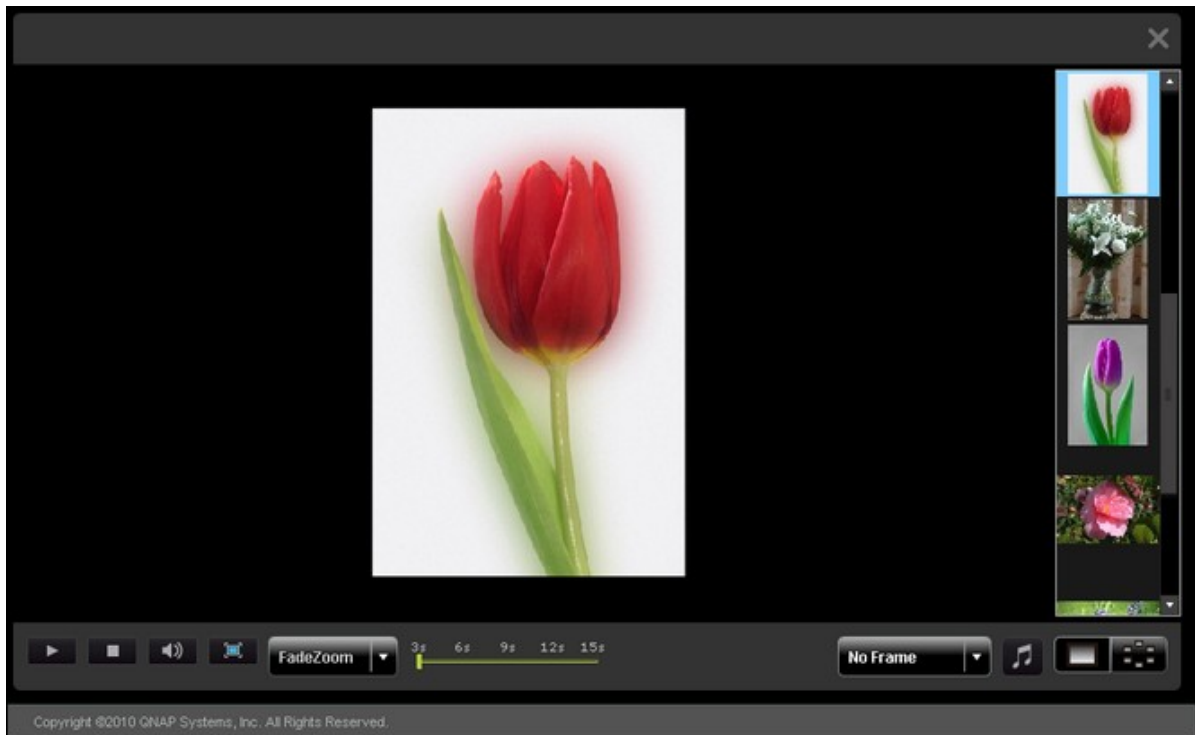 FadeZoom
3s 6s 9s 12s 15s
No Frame
Copyright ©2010 QNAP Systems, Inc. All Rights Reserved.